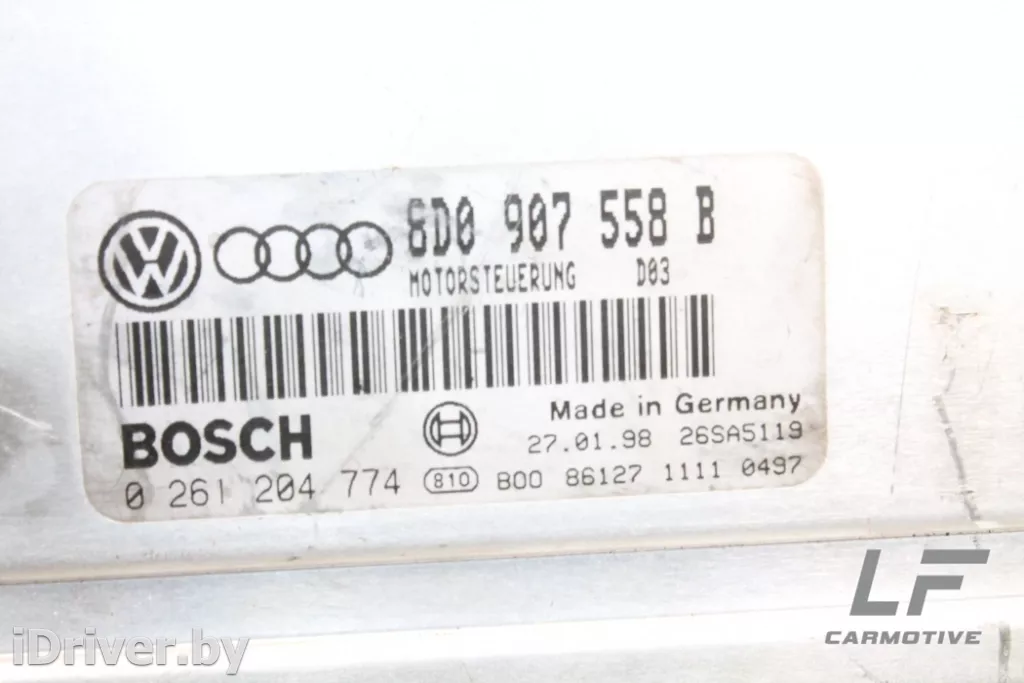 8D0 907 558 B
MOTORSTEUERUNG D03
BOSCH
Made in Germany
27.01.98 26SA5119
0 261 204 774 810 B00 86127 1111 0497
LF
CARMOTIVE
iDriver.by